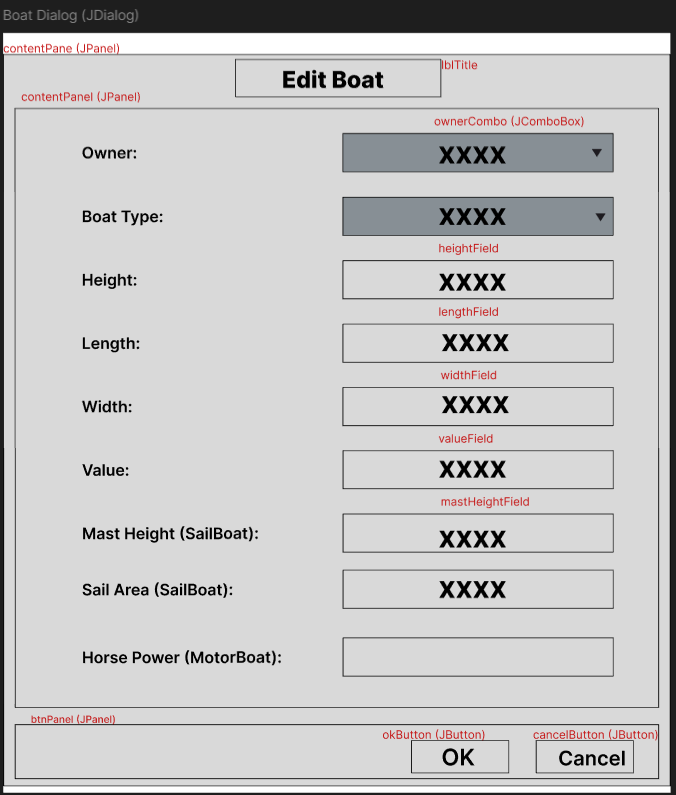 Boat Dialog (JDialog)
contentPane (JPanel)
lblTitle
Edit Boat
contentPanel (JPanel)
ownerCombo (JComboBox)
Owner: XXXX
Boat Type: XXXX
heightField
Height: XXXX
lengthField
Length: XXXX
widthField
Width: XXXX
valueField
Value: XXXX
mastHeightField
Mast Height (SailBoat): XXXX
Sail Area (SailBoat): XXXX
Horse Power (MotorBoat):
btnPanel (JPanel)
okButton (JButton) cancelButton (JButton)
OK Cancel